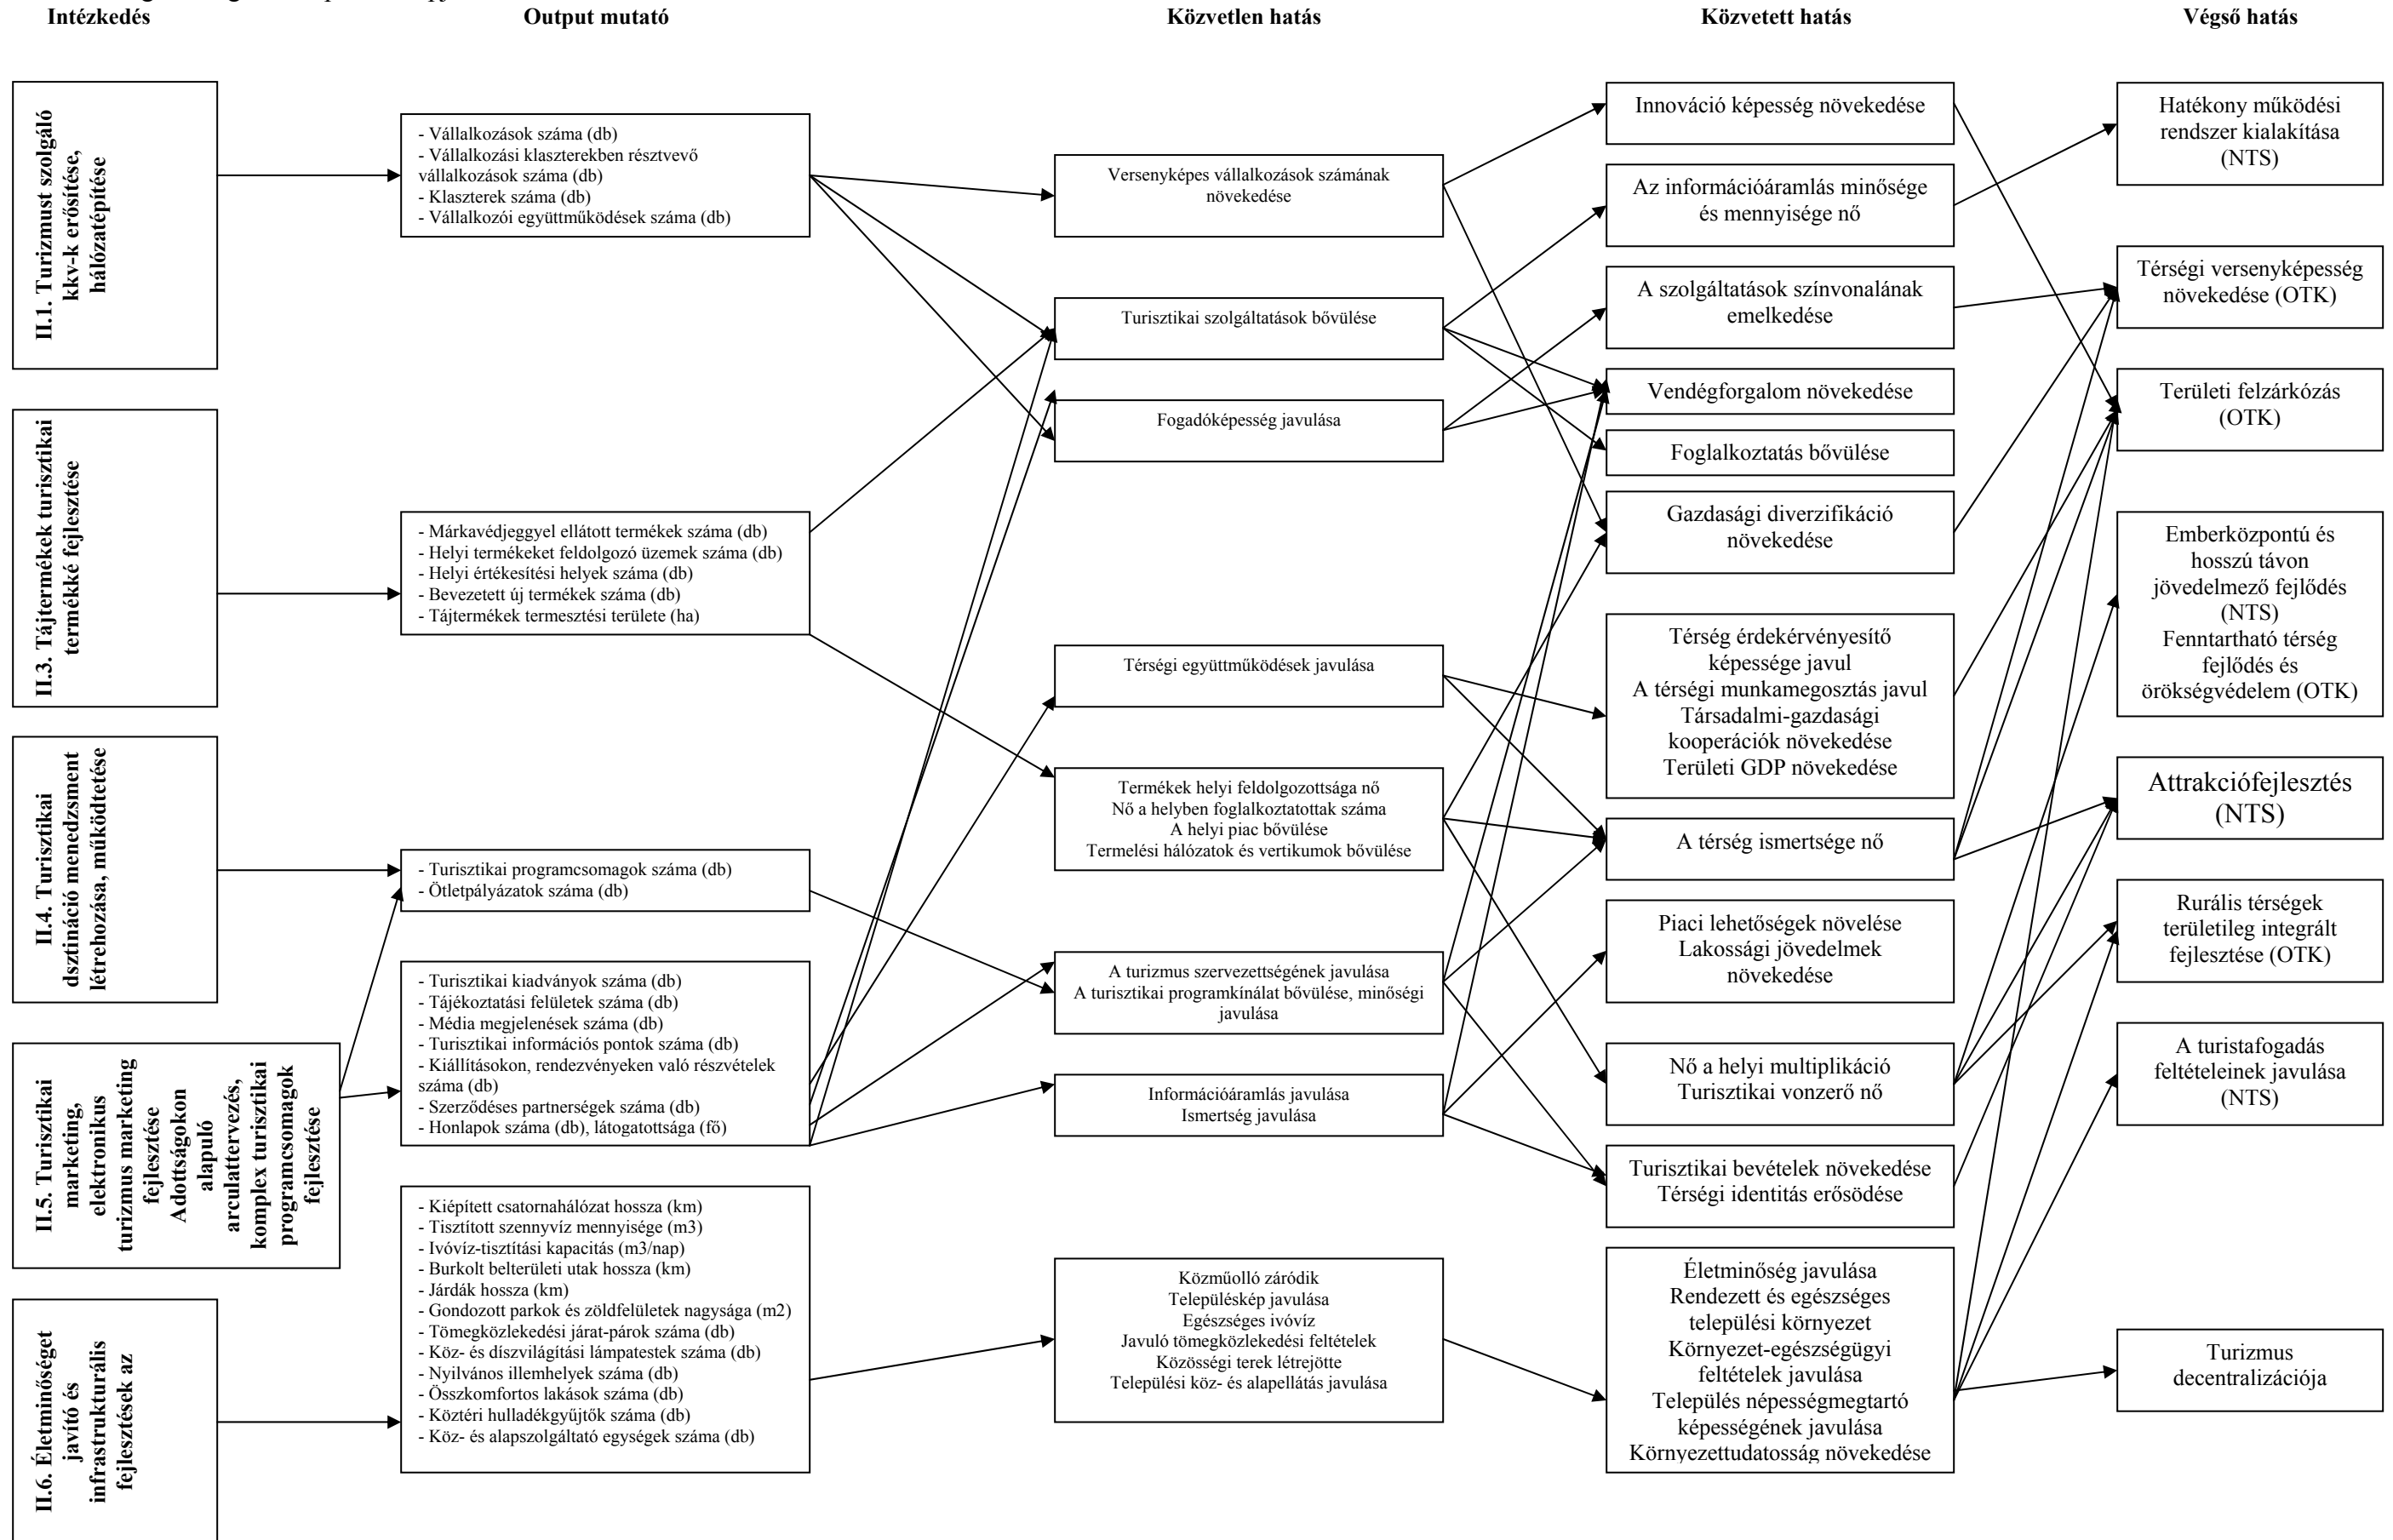 Intézkedés
Output mutató
Közvetlen hatás
Közvetett hatás
Végső hatás
II.1. Turizmust szolgáló
kkv-k erősítése,
hálózatépítése
II.3. Tájtermékek turisztikai
termékké fejlesztése
II.4. Turisztikai
dsztináció menedzsment
létrehozása, működtetése
II.5. Turisztikai
marketing,
elektronikus
turizmus marketing
fejlesztése
Adottságokon
alapuló
arculattervezés,
komplex turisztikai
programcsomagok
fejlesztése
II.6. Életminőséget
javító és
infrastrukturális
fejlesztések az
- Vállalkozások száma (db)
- Vállalkozási klaszterekben résztvevő
vállalkozások száma (db)
- Klaszterek száma (db)
- Vállalkozói együttműködések száma (db)
- Márkavédjeggyel ellátott termékek száma (db)
- Helyi termékeket feldolgozó üzemek száma (db)
- Helyi értékesítési helyek száma (db)
- Bevezetett új termékek száma (db)
- Tájtermékek termesztési területe (ha)
- Turisztikai programcsomagok száma (db)
- Ötletpályázatok száma (db)
- Turisztikai kiadványok száma (db)
- Tájékoztatási felületek száma (db)
- Média megjelenések száma (db)
- Turisztikai információs pontok száma (db)
- Kiállításokon, rendezvényeken való részvételek
száma (db)
- Szerződéses partnerségek száma (db)
- Honlapok száma (db), látogatottsága (fő)
- Kiépített csatornahálózat hossza (km)
- Tisztított szennyvíz mennyisége (m3)
- Ivóvíz-tisztítási kapacitás (m3/nap)
- Burkolt belterületi utak hossza (km)
- Járdák hossza (km)
- Gondozott parkok és zöldfelületek nagysága (m2)
- Tömegközlekedési járat-párok száma (db)
- Köz- és díszvilágítási lámpatestek száma (db)
- Nyilvános illemhelyek száma (db)
- Összkomfortos lakások száma (db)
- Köztéri hulladékgyűjtők száma (db)
- Köz- és alapszolgáltató egységek száma (db)
Versenyképes vállalkozások számának
növekedése
Turisztikai szolgáltatások bővülése
Fogadóképesség javulása
Térségi együttműködések javulása
Termékek helyi feldolgozottsága nő
Nő a helyben foglalkoztatottak száma
A helyi piac bővülése
Termelési hálózatok és vertikumok bővülése
A turizmus szervezettségének javulása
A turisztikai programkínálat bővülése, minőségi
javulása
Információáramlás javulása
Ismertség javulása
Közműolló záródik
Településkép javulása
Egészséges ivóvíz
Javuló tömegközlekedési feltételek
Közösségi terek létrejötte
Települési köz- és alapellátás javulása
Innováció képesség növekedése
Az információáramlás minősége
és mennyisége nő
A szolgáltatások színvonalának
emelkedése
Vendégforgalom növekedése
Foglalkoztatás bővülése
Gazdasági diverzifikáció
növekedése
Térség érdekérvényesítő
képessége javul
A térségi munkamegosztás javul
Társadalmi-gazdasági
kooperációk növekedése
Területi GDP növekedése
A térség ismertsége nő
Piaci lehetőségek növelése
Lakossági jövedelmek
növekedése
Nő a helyi multiplikáció
Turisztikai vonzerő nő
Turisztikai bevételek növekedése
Térségi identitás erősödése
Életminőség javulása
Rendezett és egészséges
települési környezet
Környezet-egészségügyi
feltételek javulása
Település népességmegtartó
képességének javulása
Környezettudatosság növekedése
Hatékony működési
rendszer kialakítása
(NTS)
Térségi versenyképesség
növekedése (OTK)
Területi felzárkózás
(OTK)
Emberközpontú és
hosszú távon
jövedelmező fejlődés
(NTS)
Fenntartható térség
fejlődés és
örökségvédelem (OTK)
Attrakciófejlesztés
(NTS)
Rurális térségek
területileg integrált
fejlesztése (OTK)
A turistafogadás
feltételeinek javulása
(NTS)
Turizmus
decentralizációja